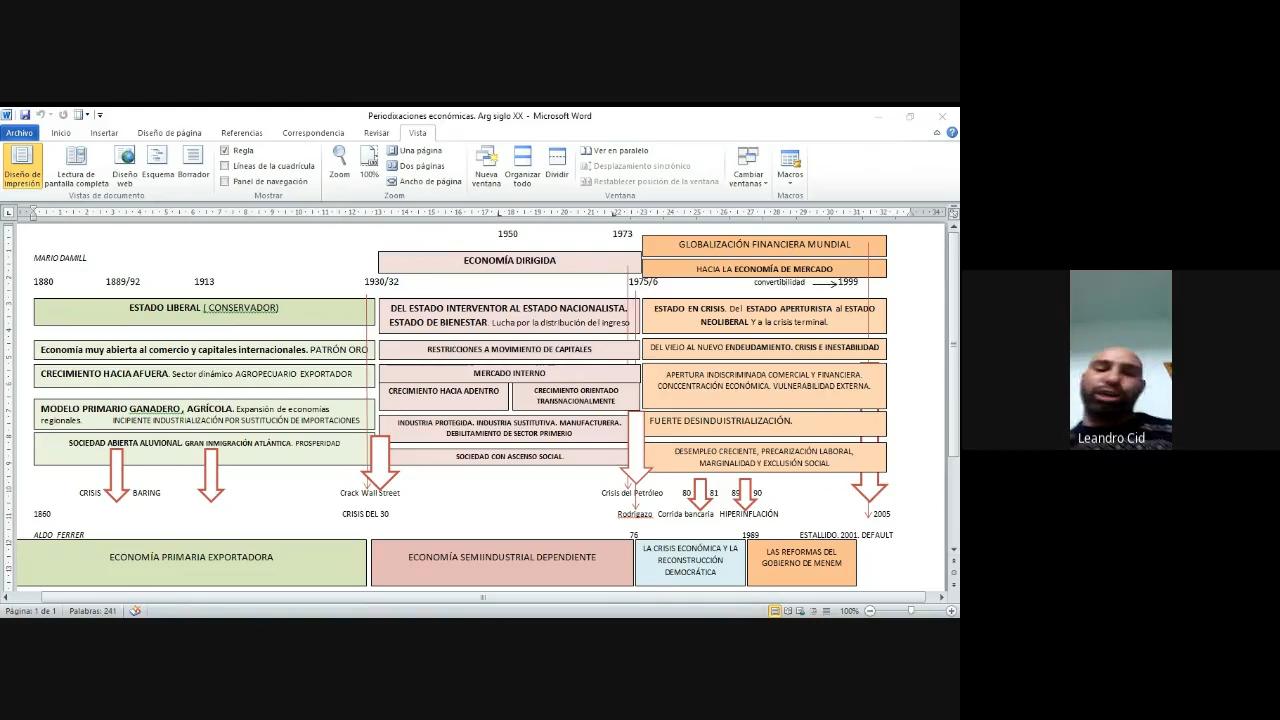 Periodixaciones económicas. Arg siglo XX - Microsoft Word
Archivo Inicio Insertar Diseño de página Referencias Correspondencia Revisar Vista
Diseño de impresión
Lectura de pantalla completa
Diseño web
Esquema
Borrador
Vistas de documento
Regla
Líneas de la cuadrícula
Panel de navegación
Mostrar
Zoom
100%
Una página
Dos páginas
Ancho de página
Zoom
Nueva ventana
Organizar todo
Dividir
Ver en paralelo
Desplazamiento sincrónico
Restablecer posición de la ventana
Ventana
Cambiar ventanas
Macros
Macros
1950 1973
GLOBALIZACIÓN FINANCIERA MUNDIAL
MARIO DAMILL
ECONOMÍA DIRIGIDA
HACIA LA ECONOMÍA DE MERCADO
1880 1889/92 1913 1930/32 1975/6 convertibilidad 1999
ESTADO LIBERAL ( CONSERVADOR)
DEL ESTADO INTERVENTOR AL ESTADO NACIONALISTA.
ESTADO DE BIENESTAR. Lucha por la distribución del ingreso
ESTADO EN CRISIS. Del ESTADO APERTURISTA al ESTADO
NEOLIBERAL Y a la crisis terminal.
Economía muy abierta al comercio y capitales internacionales. PATRÓN ORO
RESTRICCIONES A MOVIMIENTO DE CAPITALES
DEL VIEJO AL NUEVO ENDEUDAMIENTO. CRISIS E INESTABILIDAD
CRECIMIENTO HACIA AFUERA. Sector dinámico AGROPECUARIO EXPORTADOR
MERCADO INTERNO
CRECIMIENTO HACIA ADENTRO
CRECIMIENTO ORIENTADO
TRANSNACIONALMENTE
APERTURA INDISCRIMINADA COMERCIAL Y FINANCIERA.
CONCCENTRACIÓN ECONÓMICA. VULNERABILIDAD EXTERNA.
MODELO PRIMARIO GANADERO , AGRÍCOLA. Expansión de economías
regionales. INCIPIENTE INDUSTRIALIZACIÓN POR SUSTITUCIÓN DE IMPORTACIONES
INDUSTRIA PROTEGIDA. INDUSTRIA SUSTITUTIVA. MANUFACTURERA.
DEBILITAMIENTO DE SECTOR PRIMERIO
FUERTE DESINDUISTRIALIZACIÓN.
SOCIEDAD ABIERTA ALUVIONAL. GRAN INMIGRACIÓN ATLÁNTICA. PROSPERIDAD
SOCIEDAD CON ASCENSO SOCIAL.
DESEMPLEO CRECIENTE, PRECARIZACIÓN LABORAL,
MARGINALIDAD Y EXCLUSIÓN SOCIAL
CRISIS BARING Crack Wall Street Crisis del Petróleo 80 81 89 90
1860 CRISIS DEL 30 Rodrigazo Corrida bancaria HIPERINFLACIÓN 2005
ALDO FERRER 76 1989 ESTALLIDO. 2001. DEFAULT
ECONOMÍA PRIMARIA EXPORTADORA
ECONOMÍA SEMIINDUSTRIAL DEPENDIENTE
LA CRISIS ECONÓMICA Y LA
RECONSTRUCCIÓN
DEMOCRÁTICA
LAS REFORMAS DEL
GOBIERNO DE MENEM
Página: 1 de 1 Palabras: 241 100%
Leandro Cid